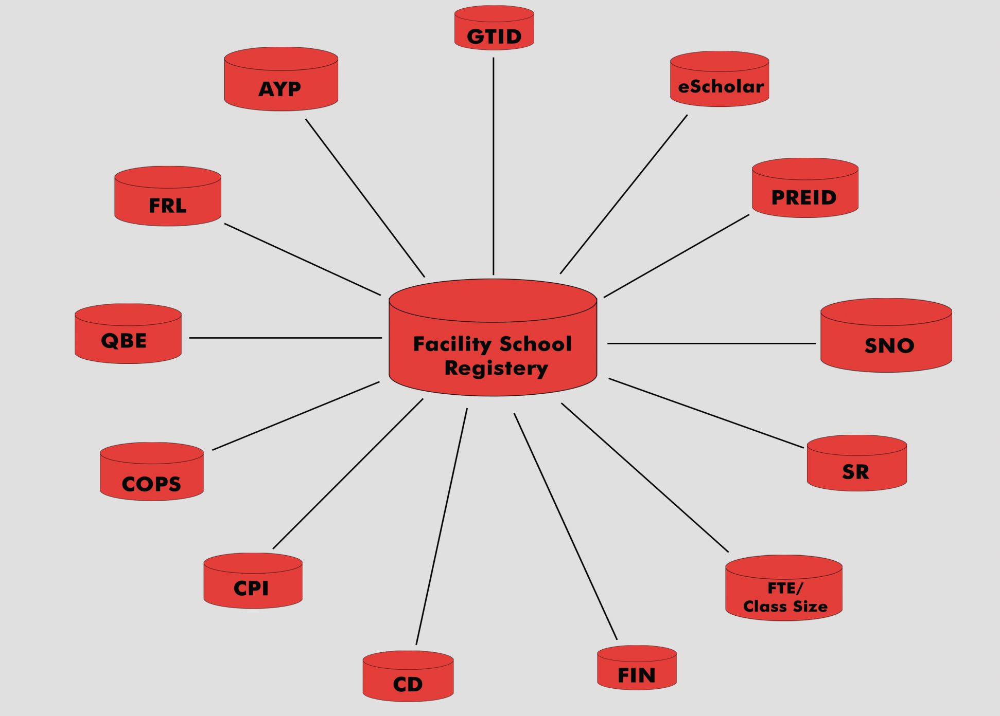 GTID
AYP
eScholar
FRL
PREID
QBE
Facility School
Registery
SNO
COPS
SR
CPI
FTE/
Class Size
CD
FIN